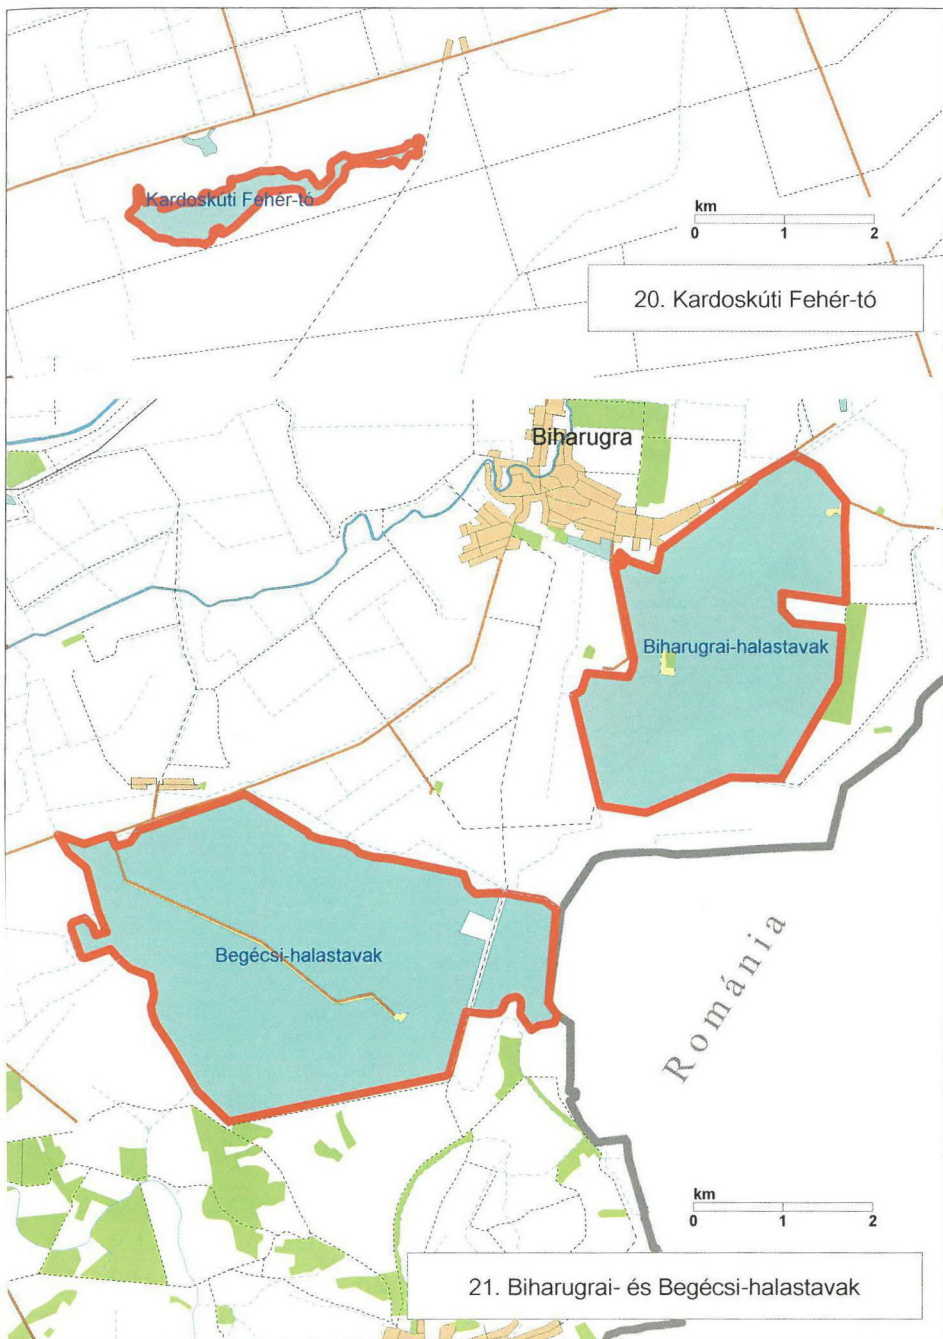 Kardoskúti Fehér-tó
km
0 1 2
20. Kardoskúti Fehér-tó
Biharugra
Biharugrai-halastavak
Begécsi-halastavak
Románia
km
0 1 2
21. Biharugrai- és Begécsi-halastavak